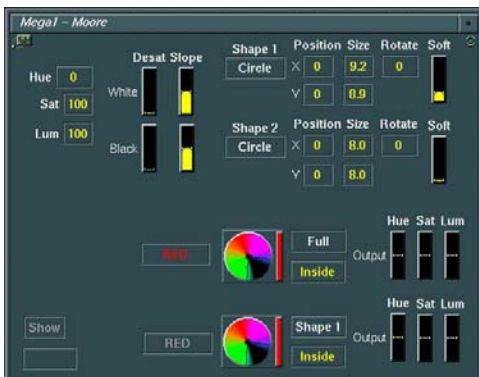 Mega1 - Moore
Desat Slope
Hue 0
Sat 100
Lum 100
White
Black
Shape 1 Position Size Rotate Soft
Circle X 0 9.2 0
Y 0 8.9
Shape 2 Position Size Rotate Soft
Circle X 0 8.0 0
Y 0 8.0
Hue Sat Lum
RED Full Output
Inside
Hue Sat Lum
Show RED Shape 1 Output
Inside